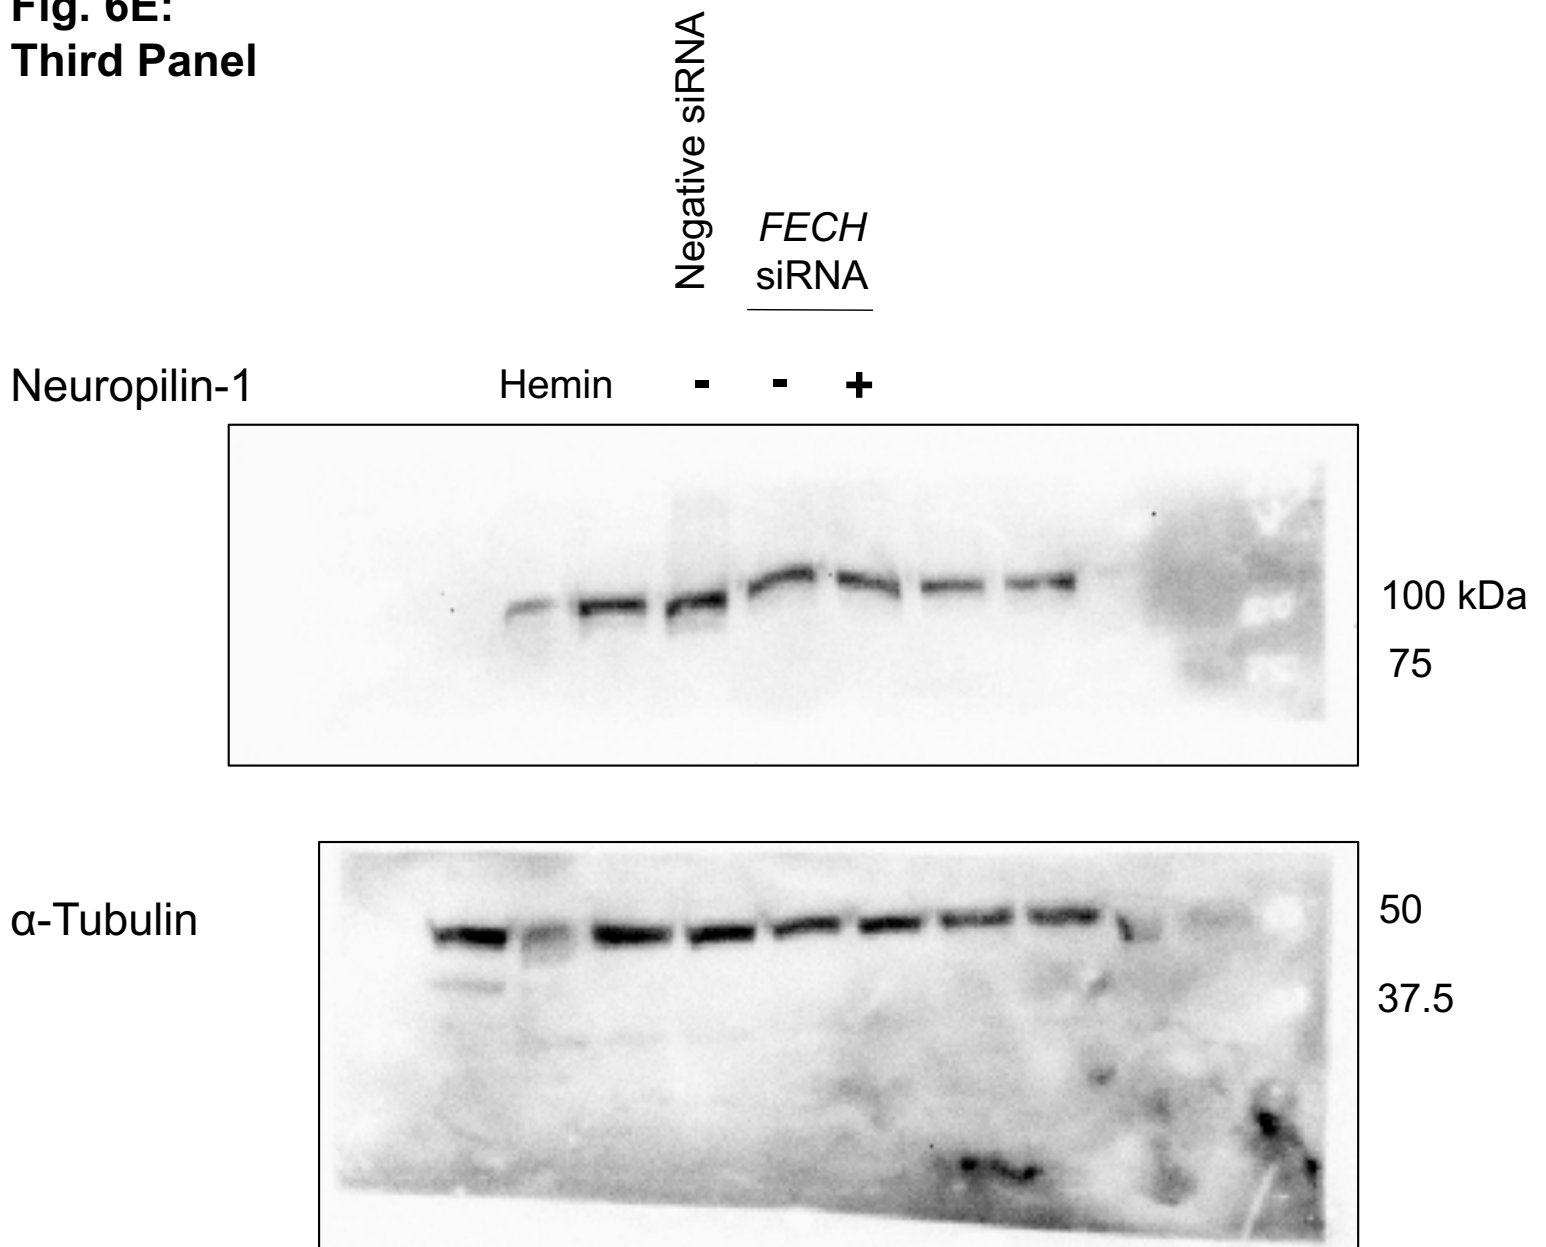 Fig. 6E:
Third Panel
Negative siRNA
FECH
siRNA
Neuropilin-1
Hemin - - +
100 kDa
75
α-Tubulin
50
37.5